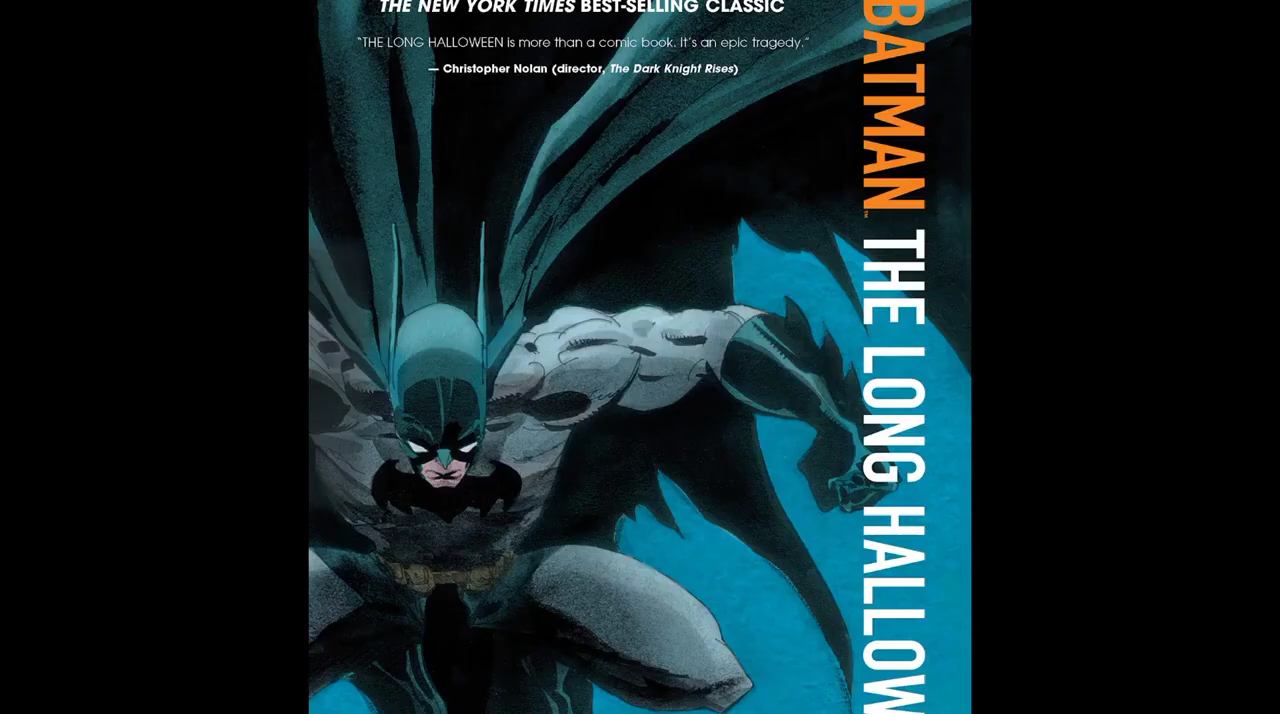 THE NEW YORK TIMES BEST-SELLING CLASSIC
“THE LONG HALLOWEEN is more than a comic book. It’s an epic tragedy.”
— Christopher Nolan (director, The Dark Knight Rises)
BATMAN™ THE LONG HALLOW